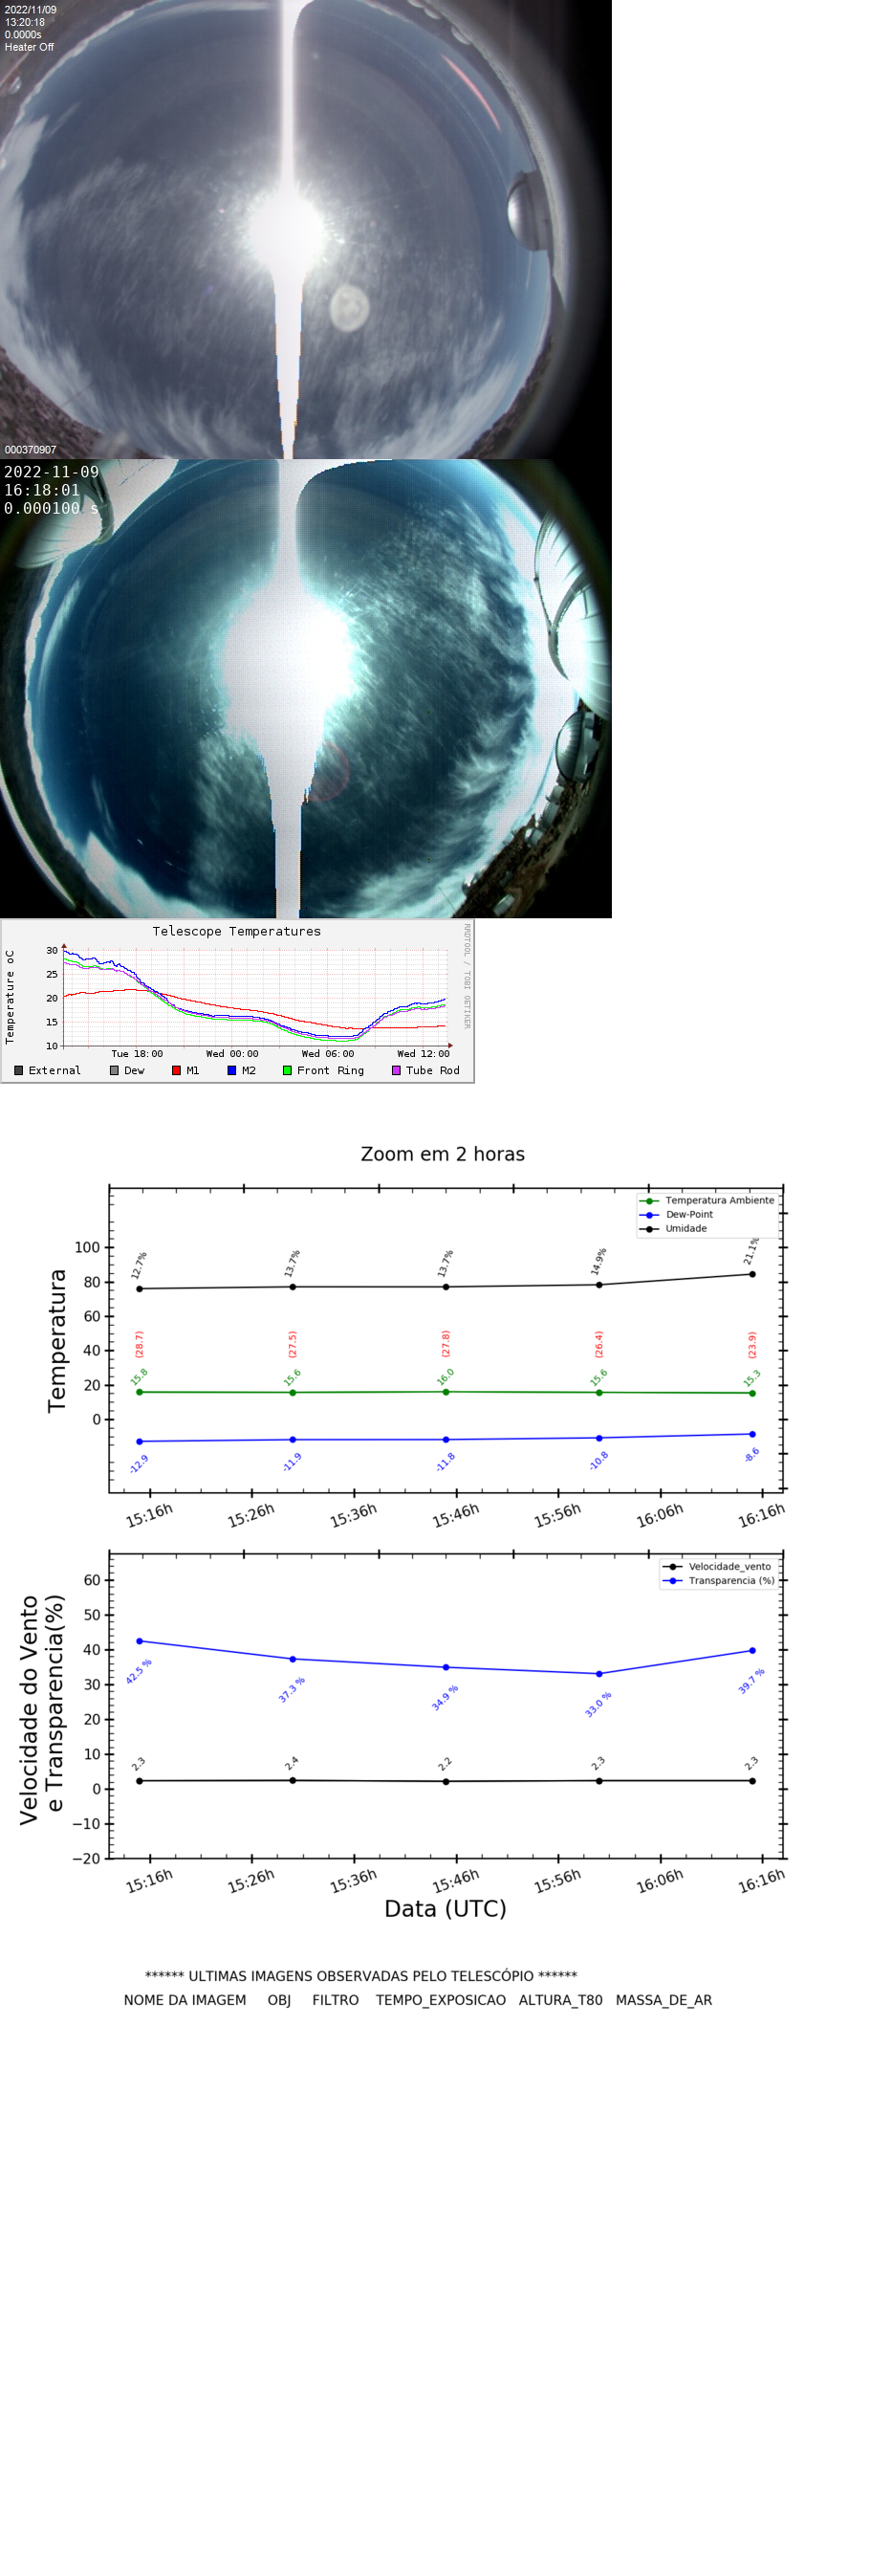 2022/11/09
13:20:18
0.0000s
Heater Off
000370907
2022-11-09
16:18:01
0.000100 s
Telescope Temperatures
Temperature oC
RRDTOOL / TOBI OETIKER
30
25
20
15
10
Tue 18:00 Wed 00:00 Wed 06:00 Wed 12:00
External Dew M1 M2 Front Ring Tube Rod
Zoom em 2 horas
Temperatura
100
80
60
40
20
0
Temperatura Ambiente
Dew-Point
Umidade
12.7% 13.7% 13.7% 14.9% 21.1%
(28.7) (27.5) (27.8) (26.4) (23.9)
15.8 15.6 16.0 15.6 15.3
-12.9 -11.9 -11.8 -10.8 -8.6
15:16h 15:26h 15:36h 15:46h 15:56h 16:06h 16:16h
Velocidade do Vento
e Transparencia(%)
60
50
40
30
20
10
0
−10
−20
Velocidade_vento
Transparencia (%)
42.5 % 37.3 % 34.9 % 33.0 % 39.7 %
2.3 2.4 2.2 2.3 2.3
15:16h 15:26h 15:36h 15:46h 15:56h 16:06h 16:16h
Data (UTC)
****** ULTIMAS IMAGENS OBSERVADAS PELO TELESCÓPIO ******
NOME DA IMAGEM OBJ FILTRO TEMPO_EXPOSICAO ALTURA_T80 MASSA_DE_AR